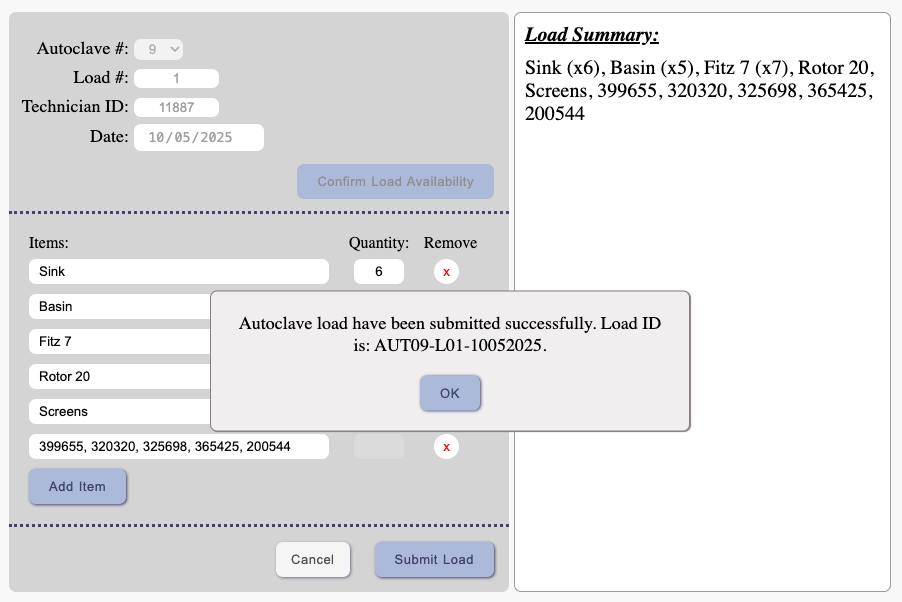 Autoclave #: 9
Load #: 1
Technician ID: 11887
Date: 10/05/2025
Confirm Load Availability
Items: Quantity: Remove
Sink 6 x
Basin
Fitz 7
Rotor 20
Screens
399655, 320320, 325698, 365425, 200544 x
Add Item
Cancel Submit Load
Autoclave load have been submitted successfully. Load ID
is: AUT09-L01-10052025.
OK
Load Summary:
Sink (x6), Basin (x5), Fitz 7 (x7), Rotor 20,
Screens, 399655, 320320, 325698, 365425,
200544